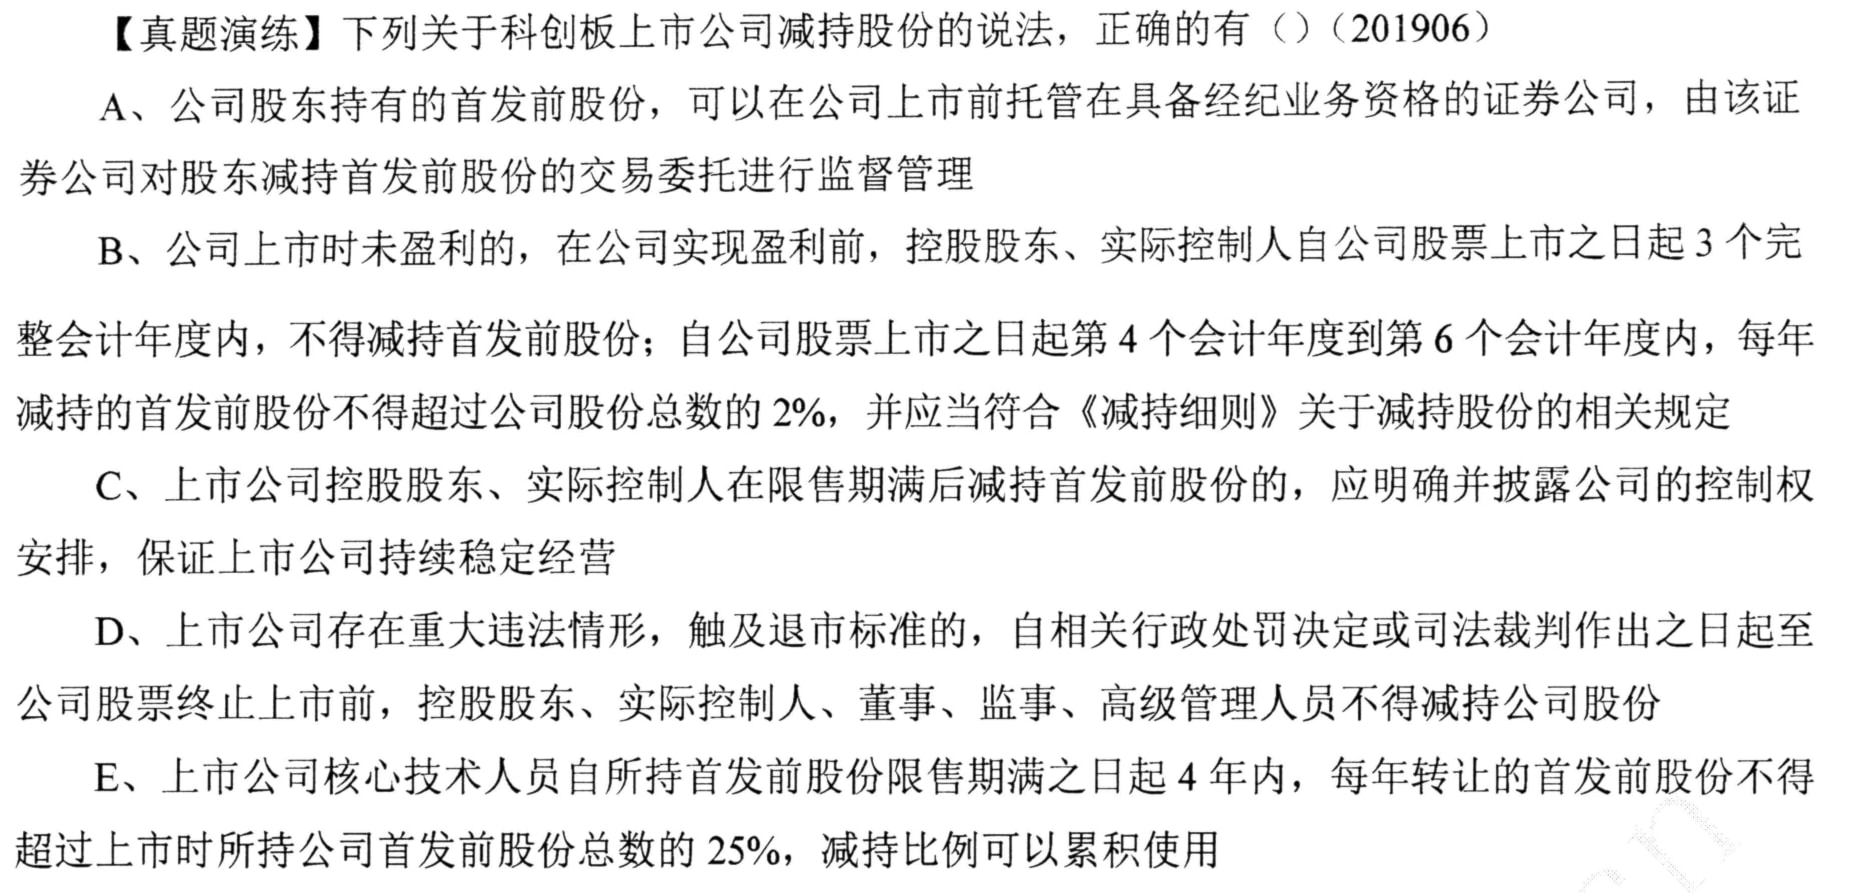 【真题演练】下列关于科创板上市公司减持股份的说法，正确的有（）（201906）
A、公司股东持有的首发前股份，可以在公司上市前托管在具备经纪业务资格的证券公司，由该证
券公司对股东减持首发前股份的交易委托进行监督管理
B、公司上市时未盈利的，在公司实现盈利前，控股股东、实际控制人自公司股票上市之日起 3 个完
整会计年度内，不得减持首发前股份；自公司股票上市之日起第 4 个会计年度到第 6 个会计年度内，每年
减持的首发前股份不得超过公司股份总数的 2%，并应当符合《减持细则》关于减持股份的相关规定
C、上市公司控股股东、实际控制人在限售期满后减持首发前股份的，应明确并披露公司的控制权
安排，保证上市公司持续稳定经营
D、上市公司存在重大违法情形，触及退市标准的，自相关行政处罚决定或司法裁判作出之日起至
公司股票终止上市前，控股股东、实际控制人、董事、监事、高级管理人员不得减持公司股份
E、上市公司核心技术人员自所持首发前股份限售期满之日起 4 年内，每年转让的首发前股份不得
超过上市时所持公司首发前股份总数的 25%，减持比例可以累积使用